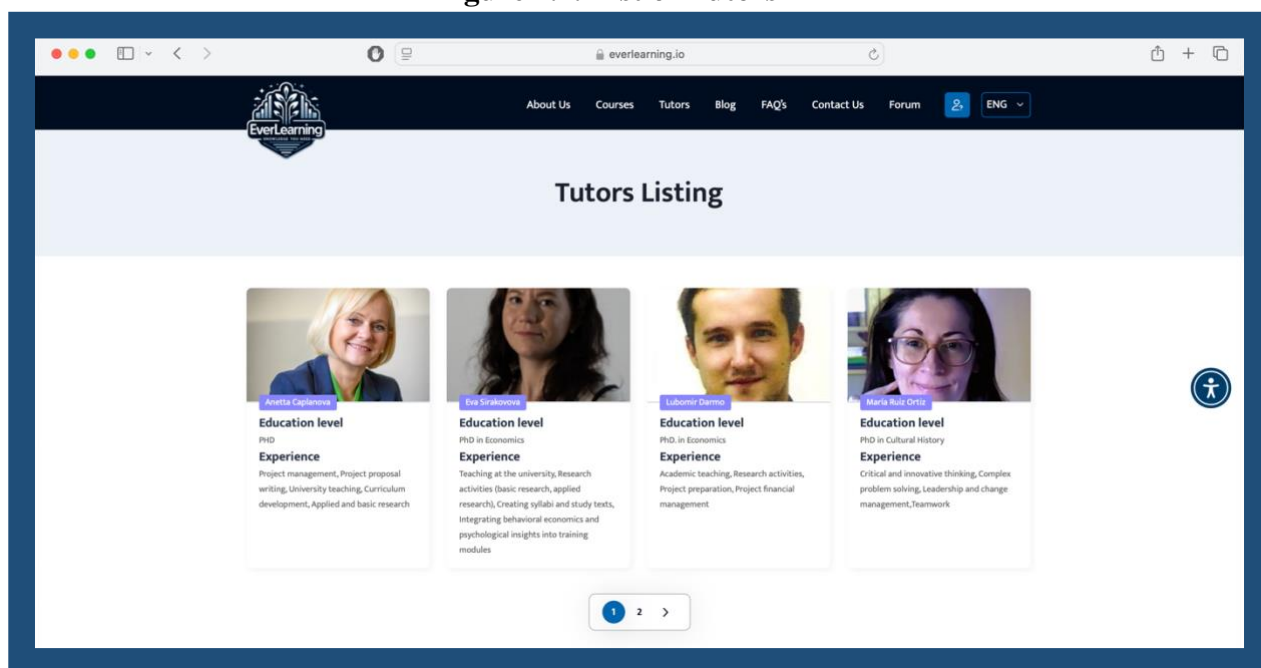 everlearning.io
EverLearning
About Us Courses Tutors Blog FAQ's Contact Us Forum ENG
Tutors Listing
Anetta Caplanova
Education level
PHD
Experience
Project management, Project proposal
writing, University teaching, Curriculum
development, Applied and basic research
Eva Sirakovova
Education level
PhD in Economics
Experience
Teaching at the university, Research
activities (basic research, applied
research), Creating syllabi and study texts,
Integrating behavioral economics and
psychological insights into training
modules
Lubomir Darmo
Education level
PhD. in Economics
Experience
Academic teaching, Research activities,
Project preparation, Project financial
management
Maria Ruiz Ortiz
Education level
PhD in Cultural History
Experience
Critical and innovative thinking, Complex
problem solving, Leadership and change
management,Teamwork
1 2